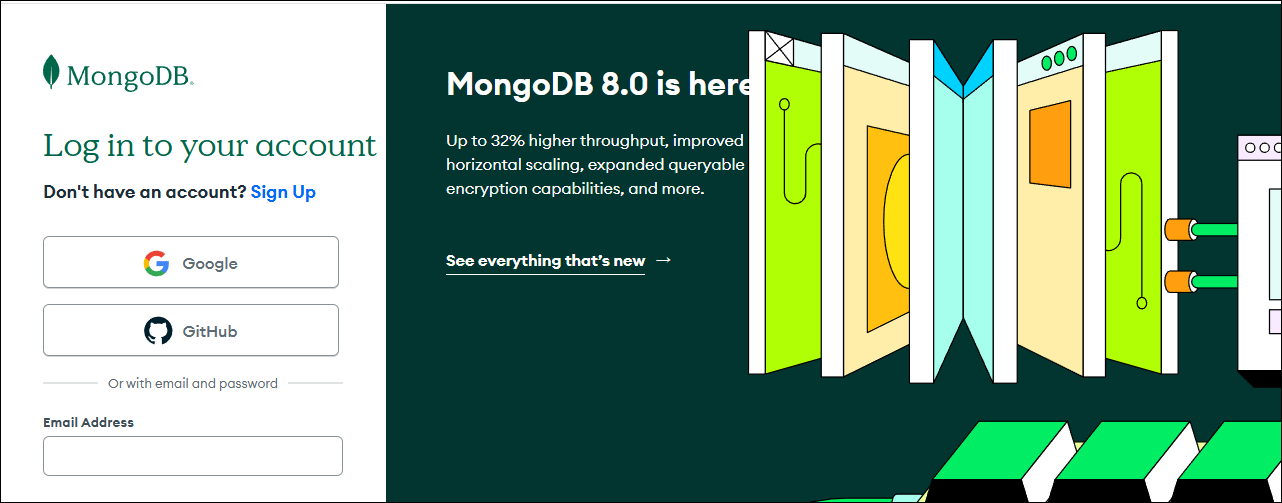 MongoDB.
Log in to your account
Don't have an account? Sign Up
Google
GitHub
Or with email and password
Email Address
MongoDB 8.0 is here
Up to 32% higher throughput, improved
horizontal scaling, expanded queryable
encryption capabilities, and more.
See everything that’s new →